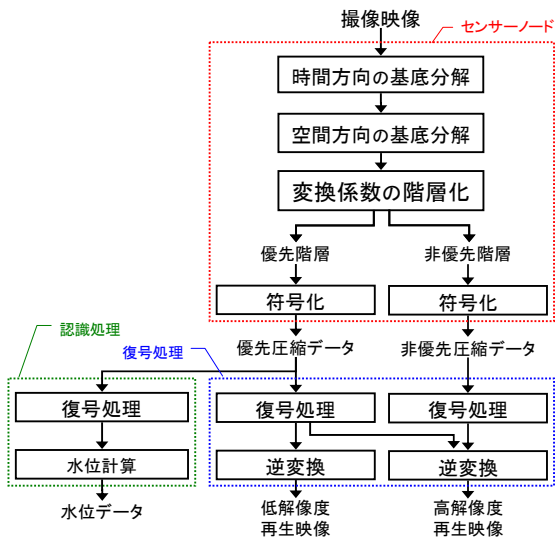 撮像映像
センサーノード
時間方向の基底分解
空間方向の基底分解
変換係数の階層化
優先階層
非優先階層
符号化
符号化
認識処理
復号処理
優先圧縮データ
非優先圧縮データ
復号処理
復号処理
復号処理
水位計算
逆変換
逆変換
水位データ
低解像度
再生映像
高解像度
再生映像